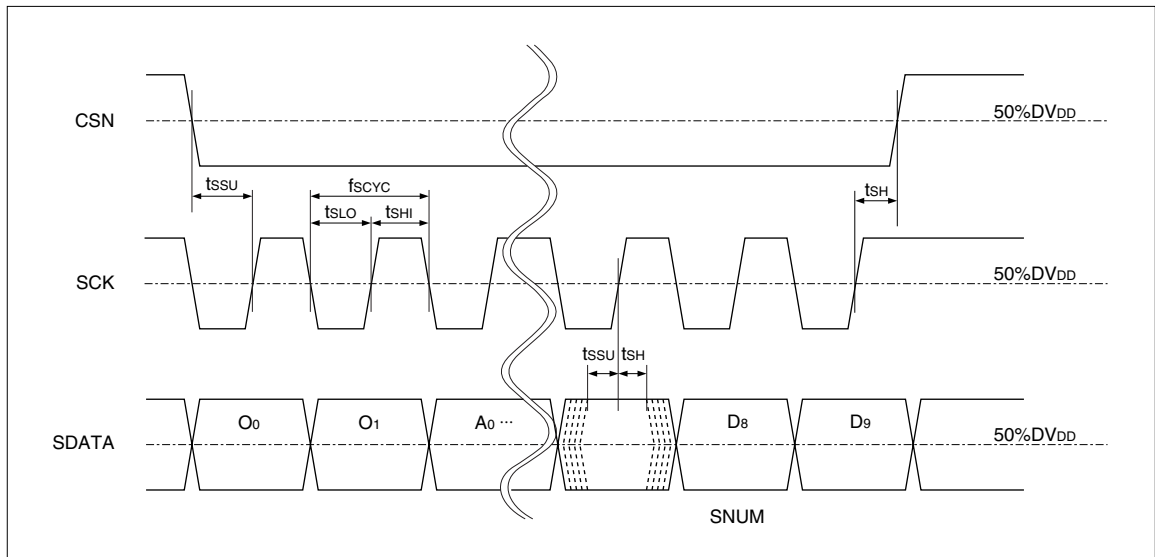 CSN
50%DVDD
tSSU
fSCYC
tSLO
tSHI
tSH
SCK
50%DVDD
tSSU
tSH
SDATA
O0
O1
A0 ...
D8
D9
50%DVDD
SNUM